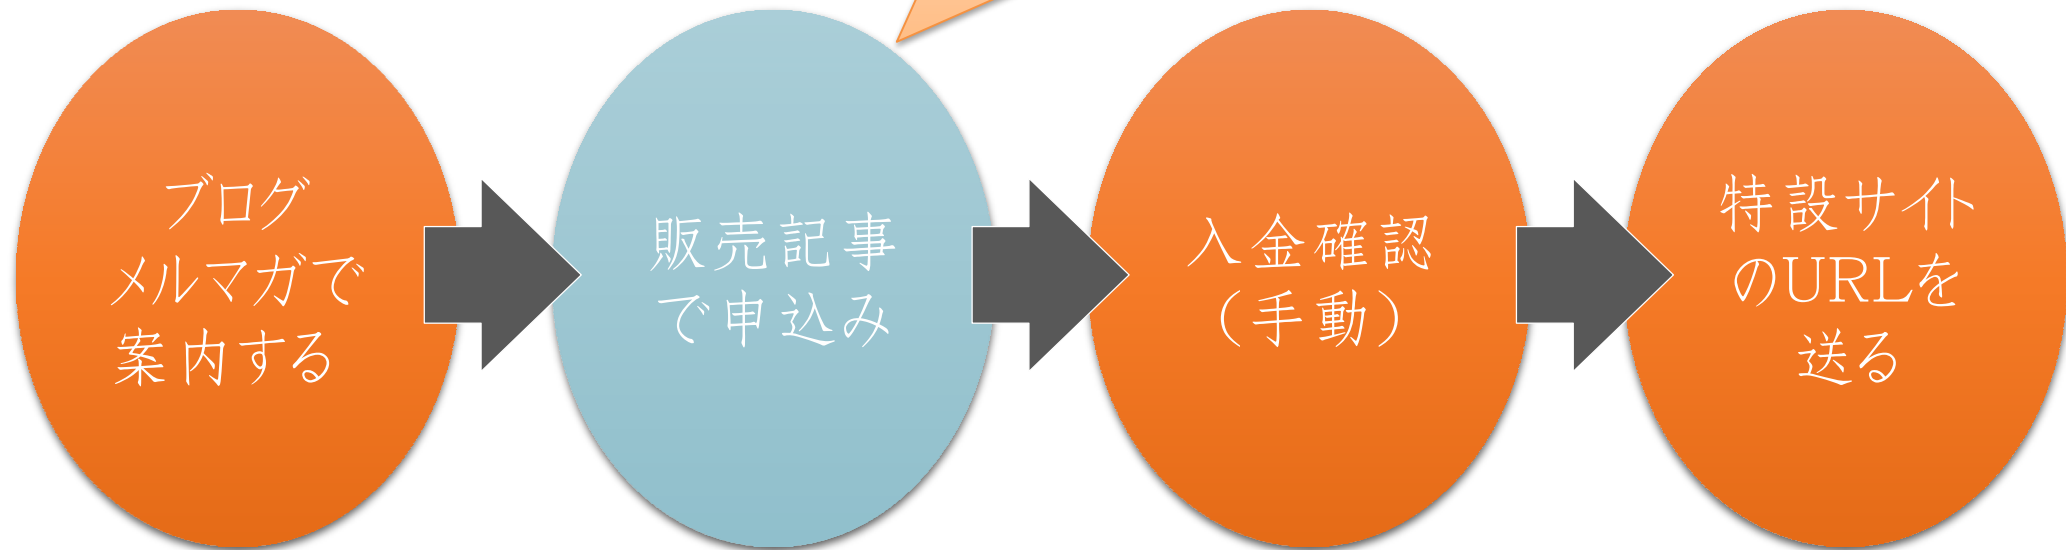 ブログ
メルマガで
案内する
販売記事
で申込み
入金確認
（手動）
特設サイト
のURLを
送る